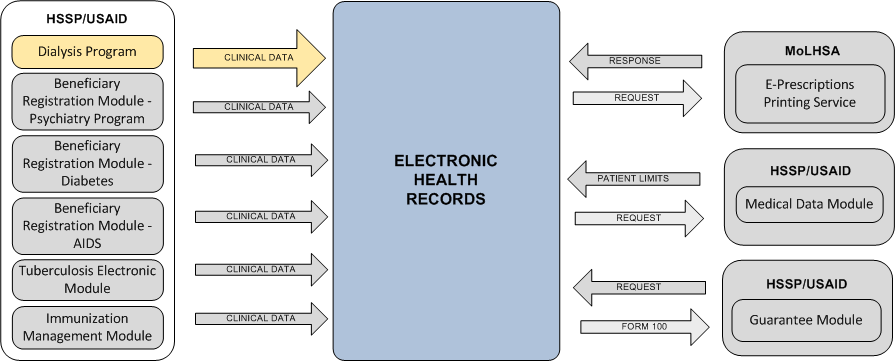 HSSP/USAID
Dialysis Program
Beneficiary
Registration Module -
Psychiatry Program
Beneficiary
Registration Module -
Diabetes
Beneficiary
Registration Module -
AIDS
Tuberculosis Electronic
Module
Immunization
Management Module
CLINICAL DATA
CLINICAL DATA
CLINICAL DATA
CLINICAL DATA
CLINICAL DATA
CLINICAL DATA
ELECTRONIC
HEALTH
RECORDS
RESPONSE
REQUEST
PATIENT LIMITS
REQUEST
REQUEST
FORM 100
MoLHSA
E-Prescriptions
Printing Service
HSSP/USAID
Medical Data Module
HSSP/USAID
Guarantee Module